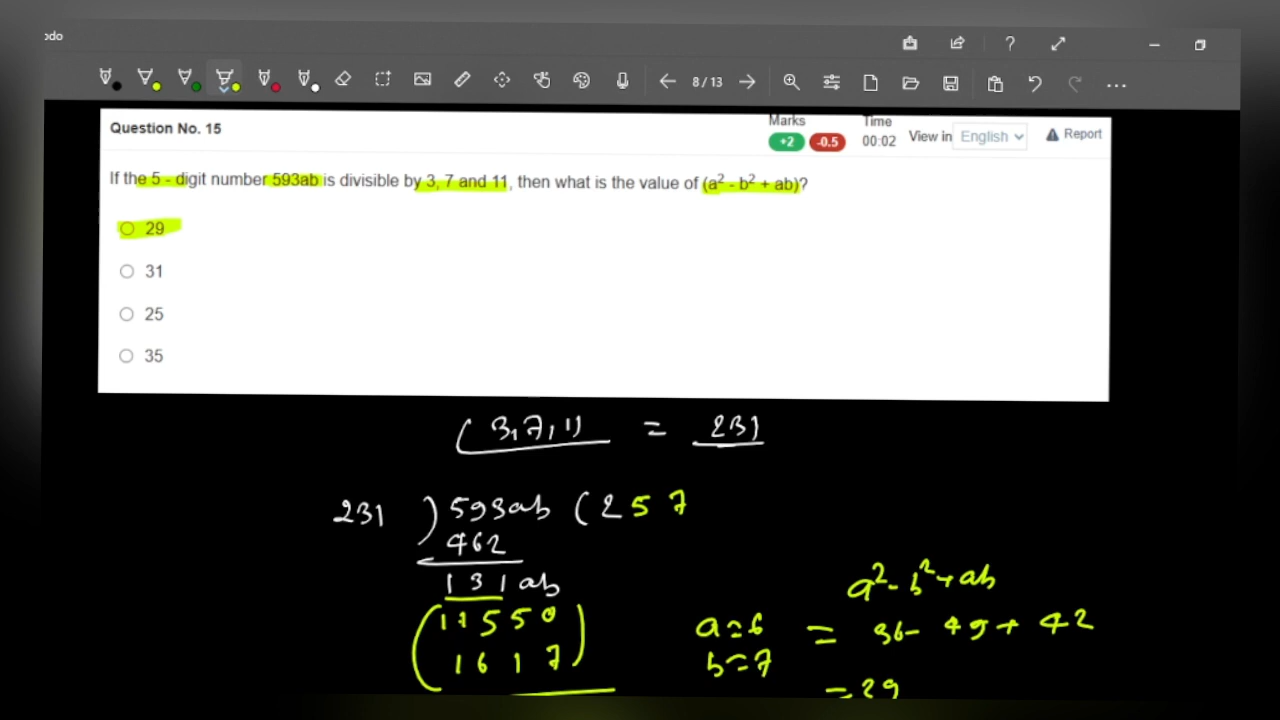 odo
8 / 13
Question No. 15
Marks
Time
+2
-0.5
00:02
View in English
Report
If the 5 - digit number 593ab is divisible by 3, 7 and 11, then what is the value of (a² - b² + ab)?
29
31
25
35
(3,7,11) = 231
231 ) 593ab ( 257
462
131ab
11550
1617
a² - b² + ab
a=6 = 36 - 49 + 42
b=7
= 29